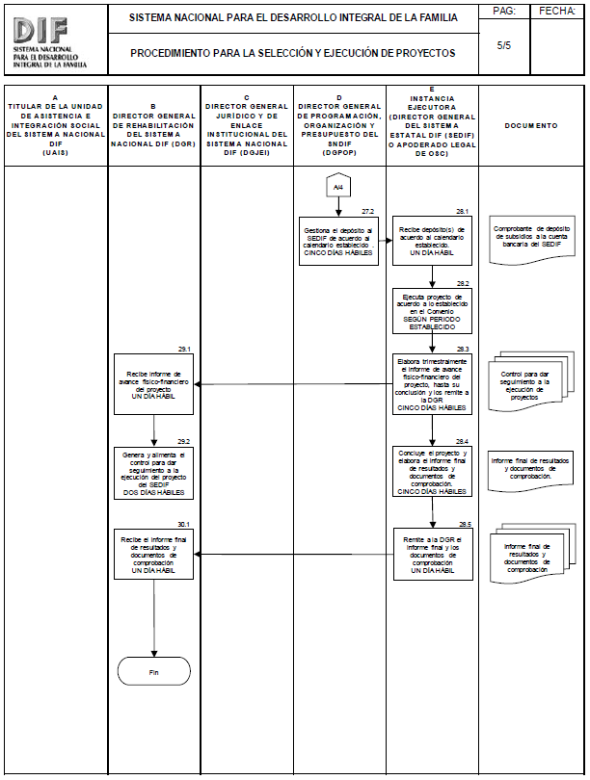 DIF
SISTEMA NACIONAL
PARA EL DESARROLLO
INTEGRAL DE LA FAMILIA
SISTEMA NACIONAL PARA EL DESARROLLO INTEGRAL DE LA FAMILIA
PROCEDIMIENTO PARA LA SELECCIÓN Y EJECUCIÓN DE PROYECTOS
PAG:
5/5
FECHA:
A
TITULAR DE LA UNIDAD
DE ASISTENCIA E
INTEGRACIÓN SOCIAL
DEL SISTEMA NACIONAL
DIF
(UAIS)
B
DIRECTOR GENERAL
DE REHABILITACIÓN
DEL SISTEMA
NACIONAL DIF (DGR)
C
DIRECTOR GENERAL
JURÍDICO Y DE
ENLACE
INSTITUCIONAL DEL
SISTEMA NACIONAL
DIF (DGJEI)
D
DIRECTOR GENERAL
DE PROGRAMACIÓN,
ORGANIZACIÓN Y
PRESUPUESTO DEL
SNDIF
(DGPOP)
E
INSTANCIA
EJECUTORA
(DIRECTOR GENERAL
DEL SISTEMA
ESTATAL DIF (SEDIF)
O APODERADO LEGAL
DE OSC)
DOCUMENTO
A/4
27.2
Gestiona el depósito al
SEDIF de acuerdo al
calendario establecido .
CINCO DÍAS HÁBILES
28.1
Recibe depósito(s) de
acuerdo al calendario
establecido.
UN DÍA HÁBIL
Comprobante de depósito
de subsidios a la cuenta
bancaria del SEDIF
28.2
Ejecuta proyecto de
acuerdo a lo establecido
en el Convenio
SEGÚN PERIODO
ESTABLECIDO
28.3
Elabora trimestralmente
el informe de avance
físico-financiero del
proyecto, hasta su
conclusión y los remite a
la DGR
CINCO DÍAS HÁBILES
29.1
Recibe informe de
avance físico-financiero
del proyecto
UN DÍA HÁBIL
Control para dar
seguimiento a la
ejecución de
proyectos
29.2
Genera y alimenta el
control para dar
seguimiento a la
ejecución del proyecto
del SEDIF
DOS DÍAS HÁBILES
28.4
Concluye el proyecto y
elabora el informe final
de resultados y
documentos de
comprobación.
CINCO DÍAS HÁBILES
Informe final de resultados
y documentos de
comprobación.
30.1
Recibe el informe final
de resultados y
documentos de
comprobación
UN DÍA HÁBIL
28.5
Remite a la DGR el
informe final y los
documentos de
comprobación
UN DÍA HÁBIL
Informe final de
resultados y
documentos de
comprobación
Fin